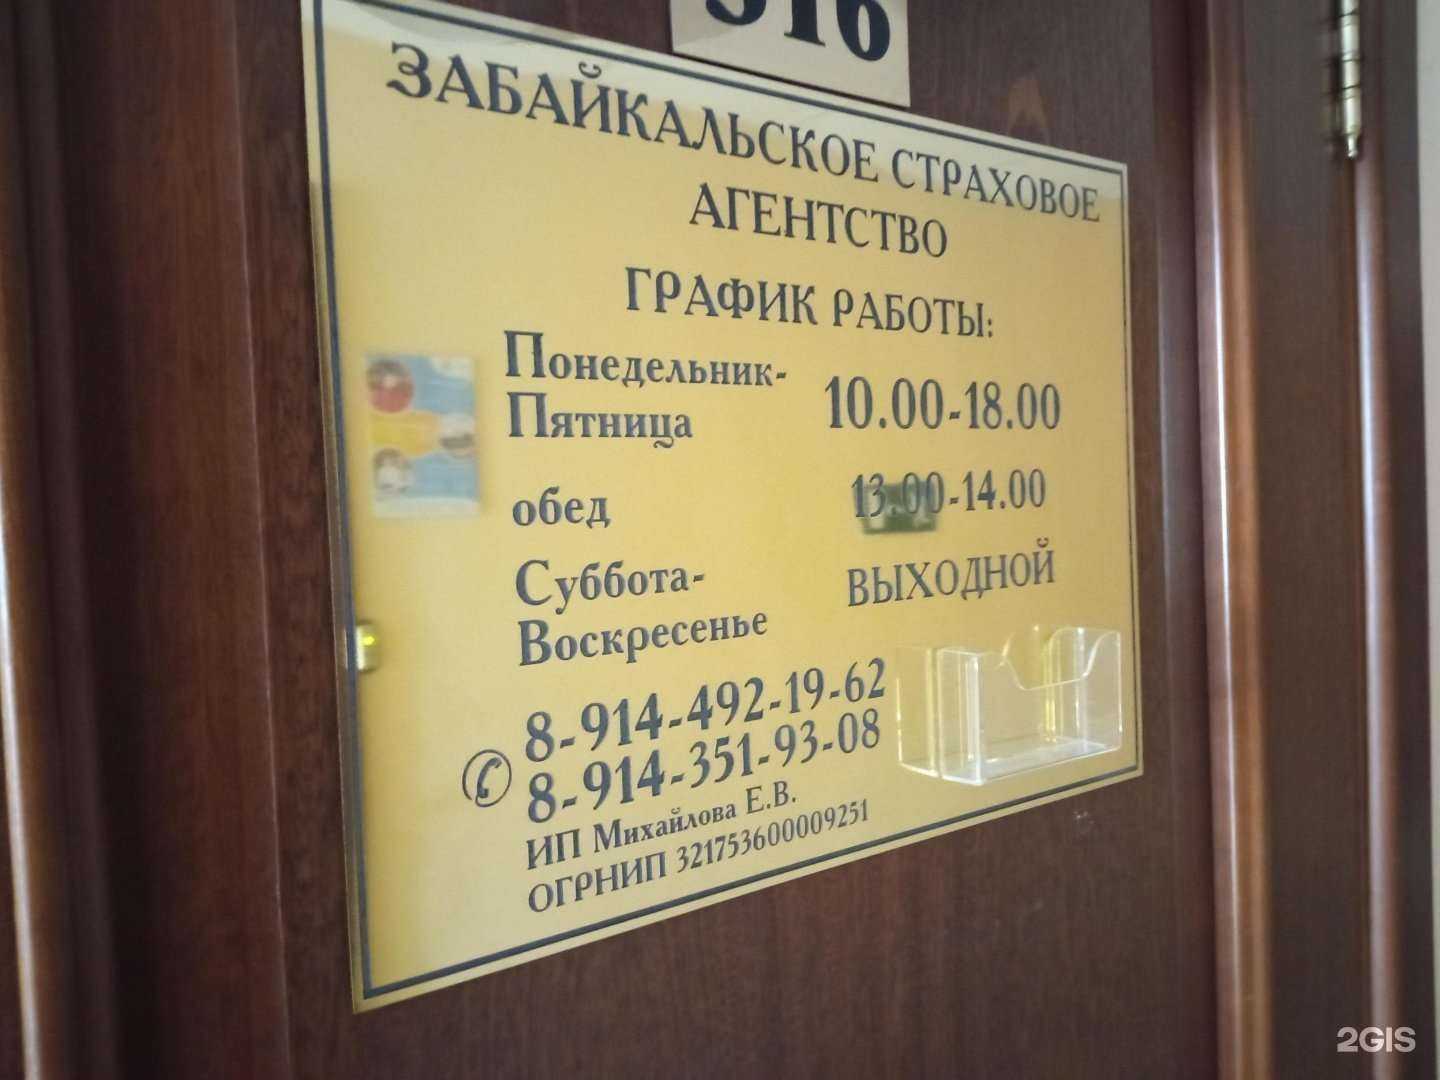 316
ЗАБАЙКАЛЬСКОЕ СТРАХОВОЕ
АГЕНТСТВО
ГРАФИК РАБОТЫ:
Понедельник-
Пятница 10.00-18.00
обед 13.00-14.00
Суббота-
Воскресенье ВЫХОДНОЙ
8-914-492-19-62
8-914-351-93-08
ИП Михайлова Е.В.
ОГРНИП 321753600009251
2GIS